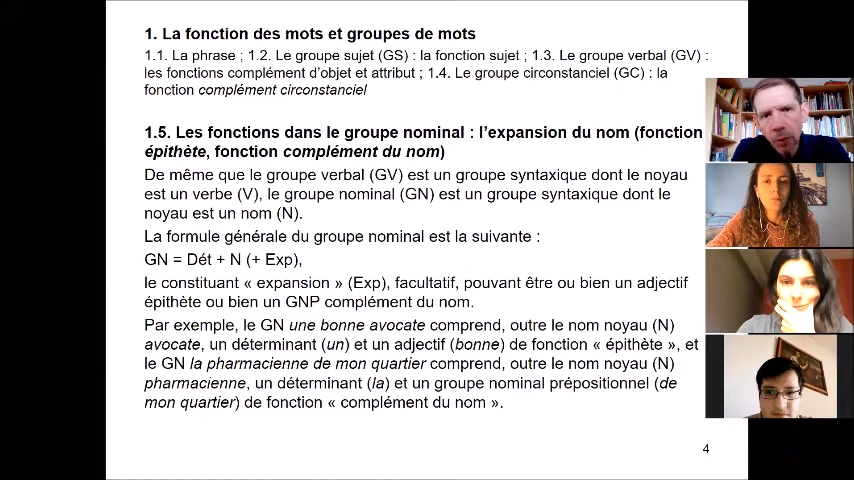 1. La fonction des mots et groupes de mots
1.1. La phrase ; 1.2. Le groupe sujet (GS) : la fonction sujet ; 1.3. Le groupe verbal (GV) :
les fonctions complément d'objet et attribut ; 1.4. Le groupe circonstanciel (GC) : la
fonction complément circonstanciel
1.5. Les fonctions dans le groupe nominal : l'expansion du nom (fonction
épithète, fonction complément du nom)
De même que le groupe verbal (GV) est un groupe syntaxique dont le noyau
est un verbe (V), le groupe nominal (GN) est un groupe syntaxique dont le
noyau est un nom (N).
La formule générale du groupe nominal est la suivante :
GN = Dét + N (+ Exp),
le constituant « expansion » (Exp), facultatif, pouvant être ou bien un adjectif
épithète ou bien un GNP complément du nom.
Par exemple, le GN une bonne avocate comprend, outre le nom noyau (N)
avocate, un déterminant (un) et un adjectif (bonne) de fonction « épithète », et
le GN la pharmacienne de mon quartier comprend, outre le nom noyau (N)
pharmacienne, un déterminant (la) et un groupe nominal prépositionnel (de
mon quartier) de fonction « complément du nom ».
4